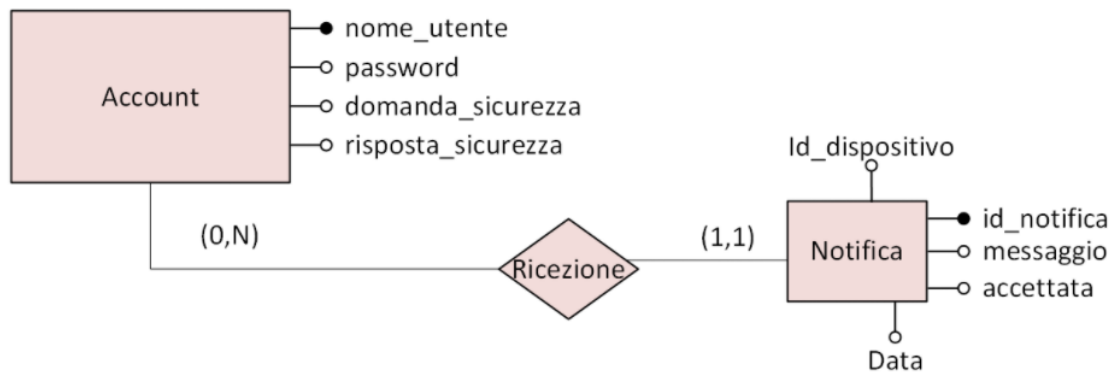 Account
nome_utente
password
domanda_sicurezza
risposta_sicurezza
(0,N)
Ricezione
(1,1)
Id_dispositivo
Notifica
id_notifica
messaggio
accettata
Data